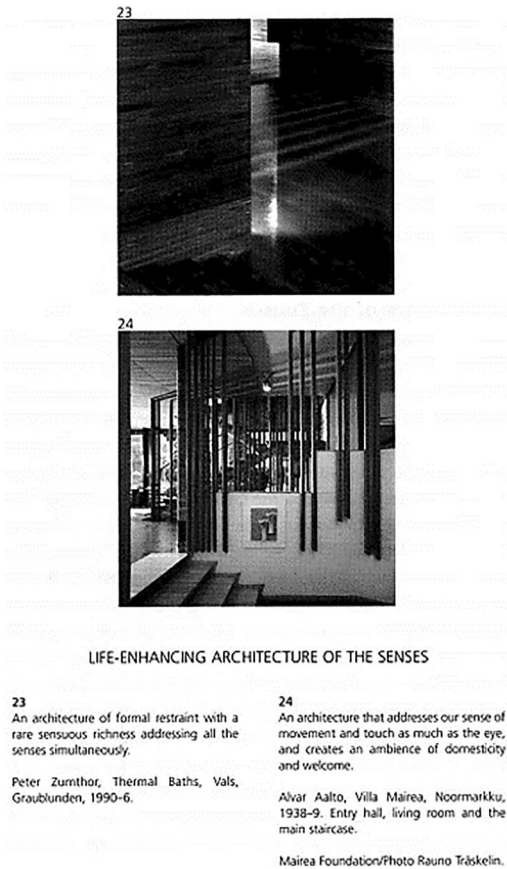 23
24
LIFE-ENHANCING ARCHITECTURE OF THE SENSES
23
An architecture of formal restraint with a
rare sensuous richness addressing all the
senses simultaneously.
Peter Zumthor, Thermal Baths, Vals,
Graublunden, 1990–6.
24
An architecture that addresses our sense of
movement and touch as much as the eye,
and creates an ambience of domesticity
and welcome.
Alvar Aalto, Villa Mairea, Noormarkku,
1938–9. Entry hall, living room and the
main staircase.
Mairea Foundation/Photo Rauno Träskelin.